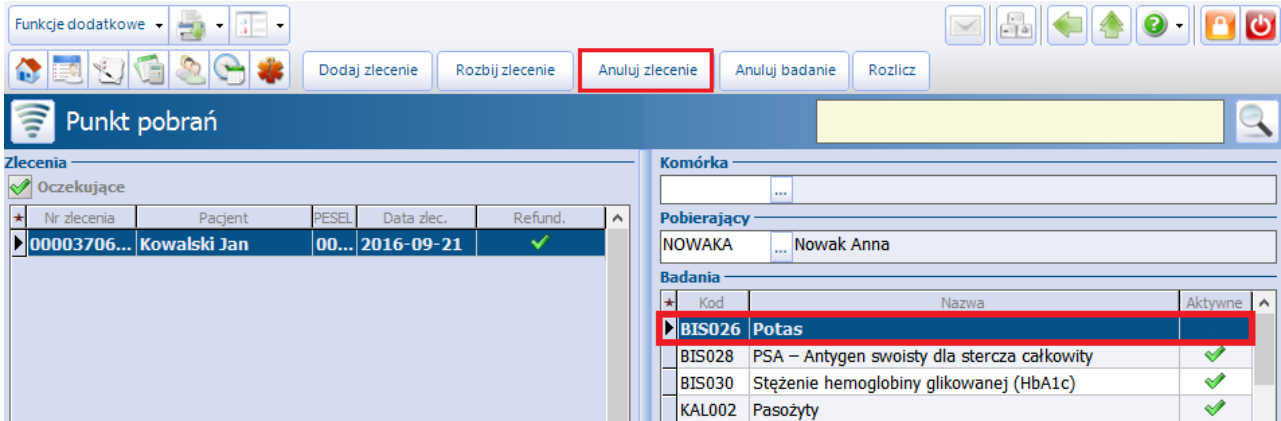 Funkcje dodatkowe
Dodaj zlecenie Rozbij zlecenie Anuluj zlecenie Anuluj badanie Rozlicz
Punkt pobrań
Zlecenia
Oczekujące
Nr zlecenia Pacjent PESEL Data zlec. Refund.
00003706... Kowalski Jan 00... 2016-09-21
Komórka
...
Pobierający
NOWAKA ... Nowak Anna
Badania
Kod Nazwa Aktywne
BIS026 Potas
BIS028 PSA – Antygen swoisty dla stercza całkowity
BIS030 Stężenie hemoglobiny glikowanej (HbA1c)
KAL002 Pasożyty